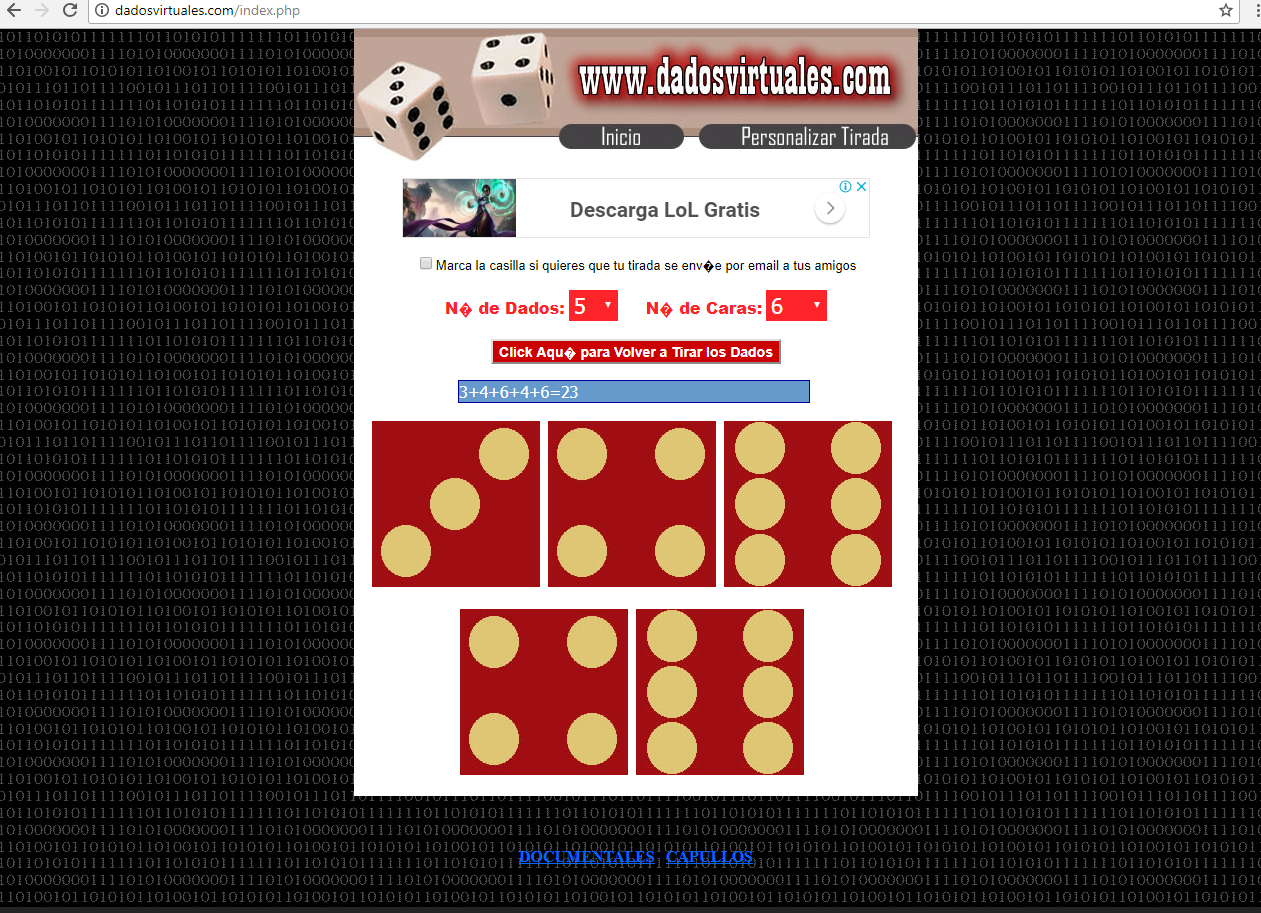 dadosvirtuales.com/index.php
www.dadosvirtuales.com
Inicio Personalizar Tirada
Descarga LoL Gratis
Marca la casilla si quieres que tu tirada se env�e por email a tus amigos
N� de Dados: 5 N� de Caras: 6
Click Aqu� para Volver a Tirar los Dados
3+4+6+4+6=23
DOCUMENTALES CAPULLOS